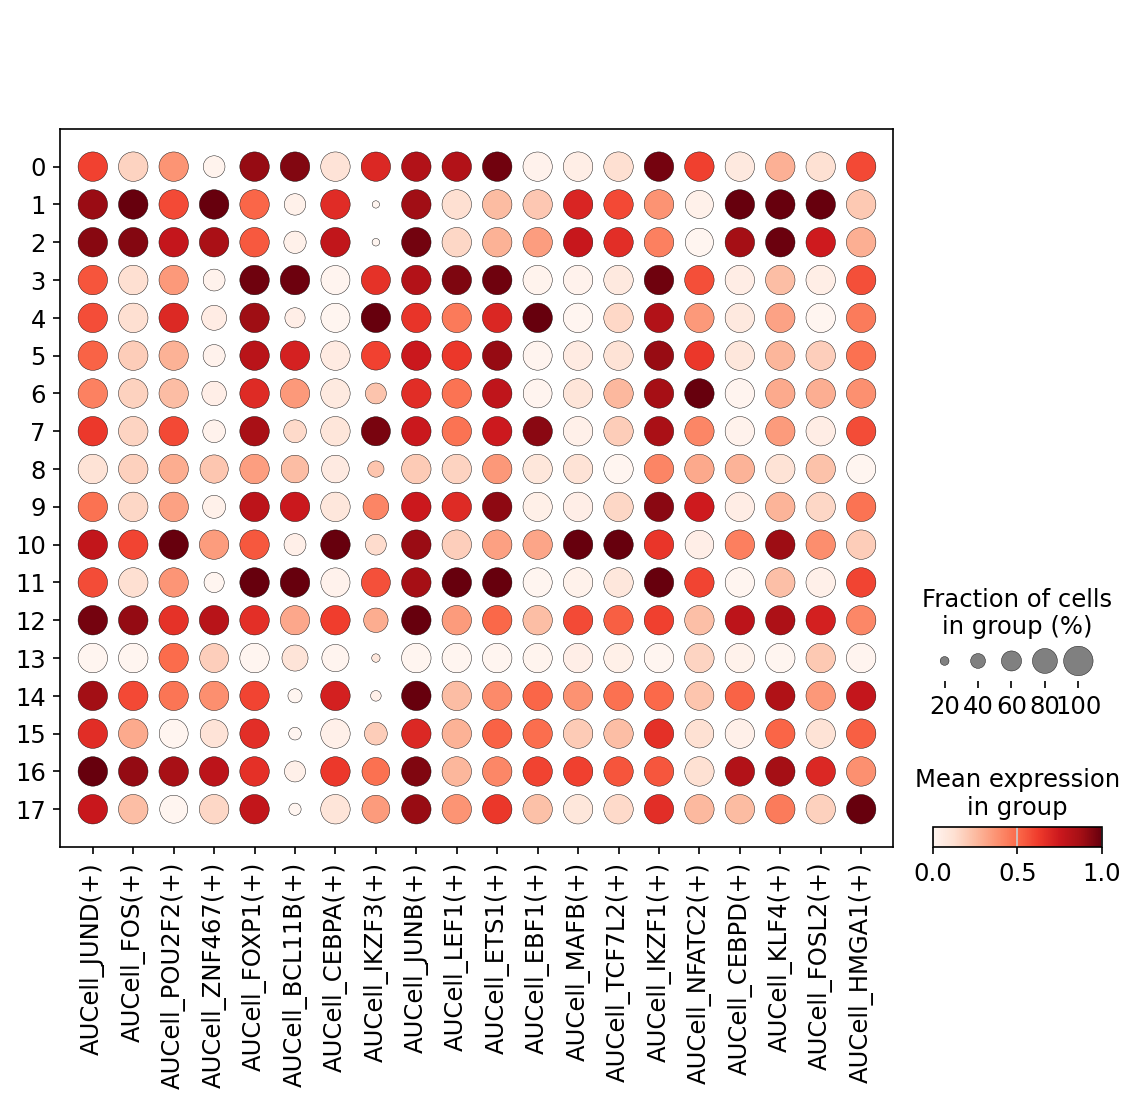 0
1
2
3
4
5
6
7
8
9
10
11
12
13
14
15
16
17
AUCell_JUND(+)
AUCell_FOS(+)
AUCell_POU2F2(+)
AUCell_ZNF467(+)
AUCell_FOXP1(+)
AUCell_BCL11B(+)
AUCell_CEBPA(+)
AUCell_IKZF3(+)
AUCell_JUNB(+)
AUCell_LEF1(+)
AUCell_ETS1(+)
AUCell_EBF1(+)
AUCell_MAFB(+)
AUCell_TCF7L2(+)
AUCell_IKZF1(+)
AUCell_NFATC2(+)
AUCell_CEBPD(+)
AUCell_KLF4(+)
AUCell_FOSL2(+)
AUCell_HMGA1(+)
Fraction of cells
in group (%)
20 40 60 80 100
Mean expression
in group
0.0 0.5 1.0